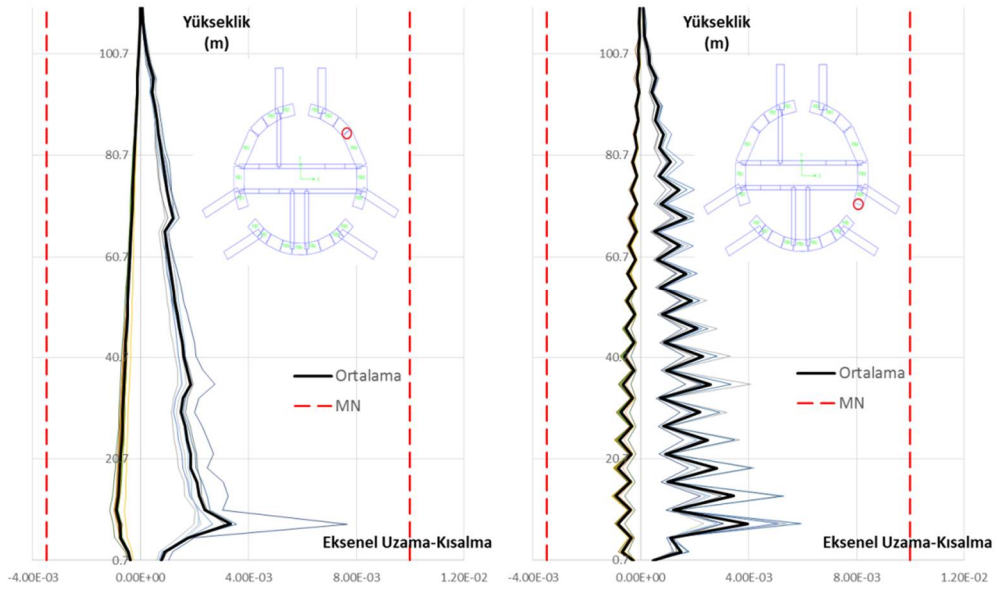 Yükseklik
(m)
100.7
80.7
60.7
40.7
Ortalama
MN
20.7
Eksenel Uzama-Kısalma
0.7
-4.00E-03 0.00E+00 4.00E-03 8.00E-03 1.20E-02
Yükseklik
(m)
100.7
80.7
60.7
40.7
Ortalama
MN
20.7
Eksenel Uzama-Kısalma
0.7
-4.00E-03 0.00E+00 4.00E-03 8.00E-03 1.20E-02